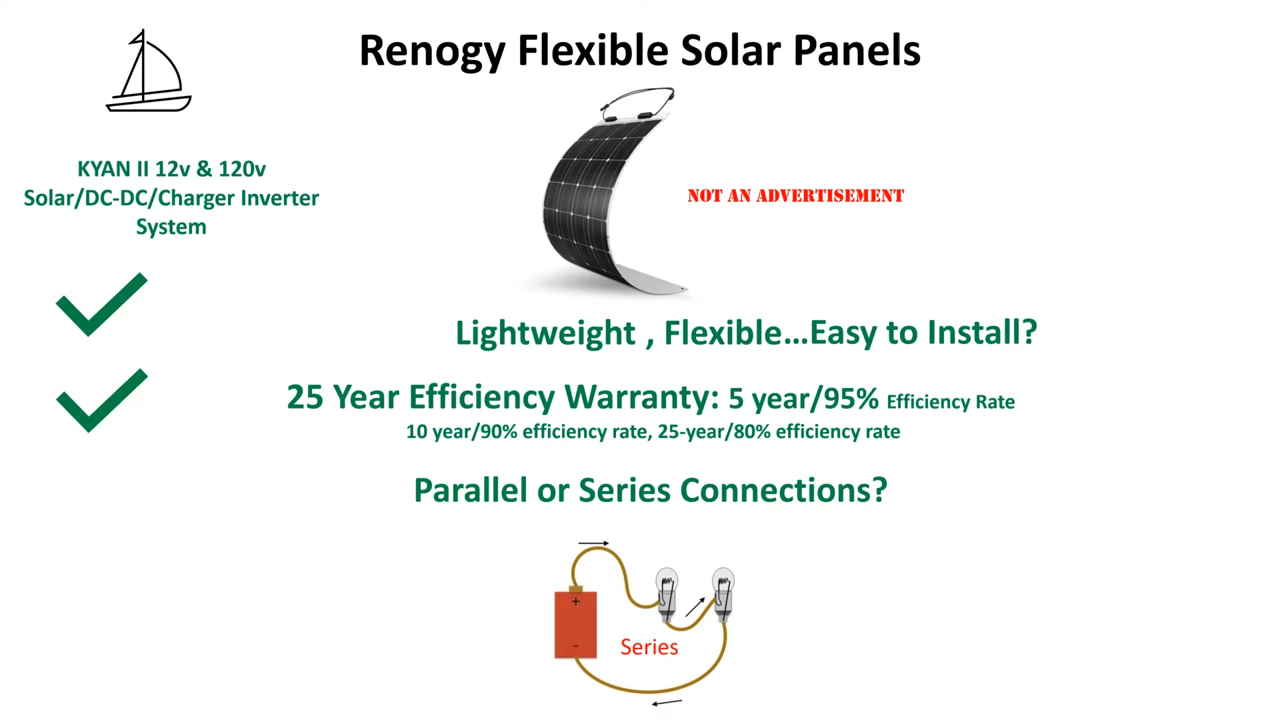 Renogy Flexible Solar Panels
KYAN II 12v & 120v
Solar/DC-DC/Charger Inverter
System
NOT AN ADVERTISEMENT
Lightweight , Flexible...Easy to Install?
25 Year Efficiency Warranty: 5 year/95% Efficiency Rate
10 year/90% efficiency rate, 25-year/80% efficiency rate
Parallel or Series Connections?
+
-
Series